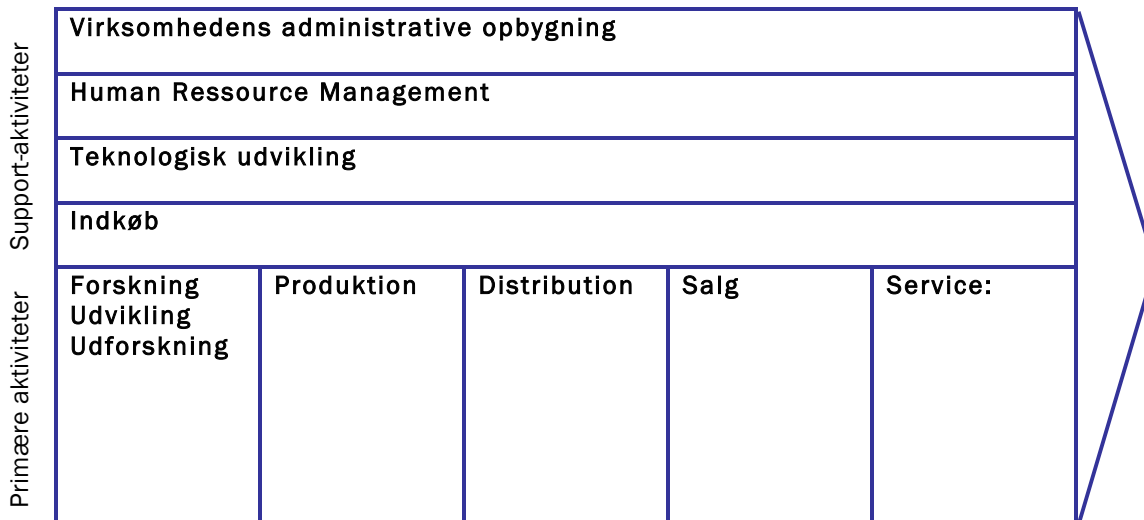 Support-aktiviteter
Virksomhedens administrative opbygning
Human Ressource Management
Teknologisk udvikling
Indkøb
Primære aktiviteter
Forskning
Udvikling
Udforskning
Produktion
Distribution
Salg
Service: